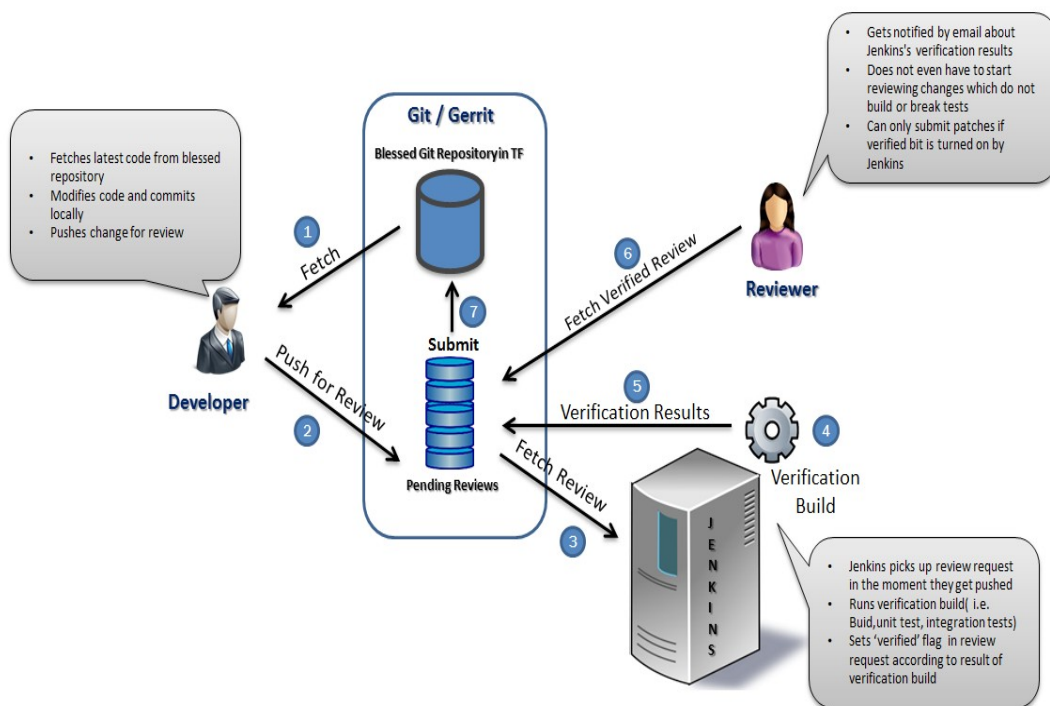 Git / Gerrit
Blessed Git Repository in TF
• Fetches latest code from blessed
repository
• Modifies code and commits
locally
• Pushes change for review
• Gets notified by email about
Jenkins's verification results
• Does not even have to start
reviewing changes which do not
build or break tests
• Can only submit patches if
verified bit is turned on by
Jenkins
1
Fetch
Developer
2
Push for Review
7
Submit
Pending Reviews
6
Fetch Verified Review
Reviewer
5
Verification Results
3
Fetch Review
4
Verification
Build
JENKINS
• Jenkins picks up review request
in the moment they get pushed
• Runs verification build( i.e.
Buid,unit test, integration tests)
• Sets ‘verified’ flag in review
request according to result of
verification build